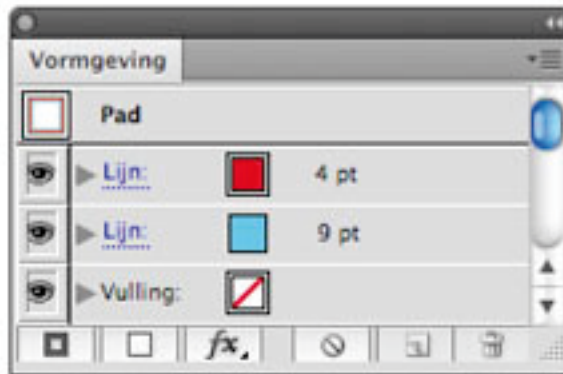 Vormgeving
Pad
Lijn: 4 pt
Lijn: 9 pt
Vulling:
fx